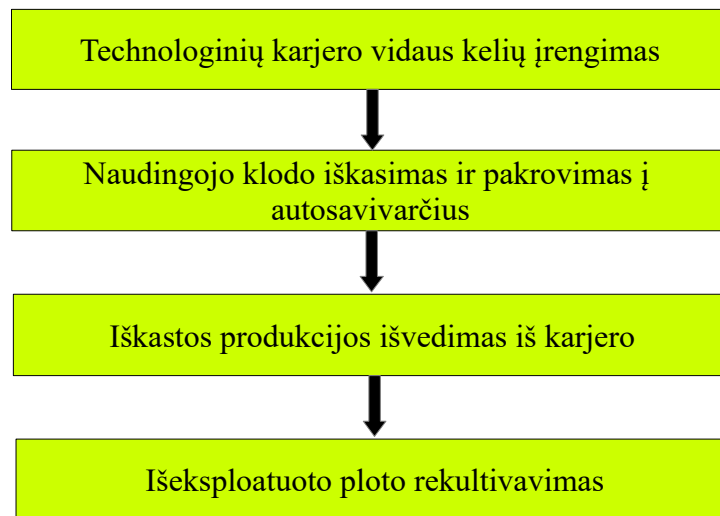 Technologinių karjero vidaus kelių įrengimas
Naudingojo klodo iškasimas ir pakrovimas į
autosavivarčius
Iškastos produkcijos išvedimas iš karjero
Išeksploatuoto ploto rekultivavimas